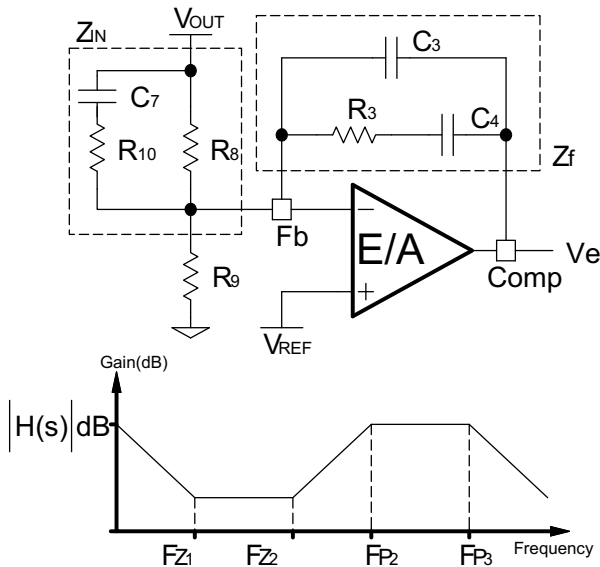 ZIN
VOUT
C7
R10
R8
C3
R3
C4
Zf
Fb
E/A
−
+
Ve
Comp
R9
VREF
Gain(dB)
|H(s)|dB
FZ1
FZ2
FP2
FP3
Frequency